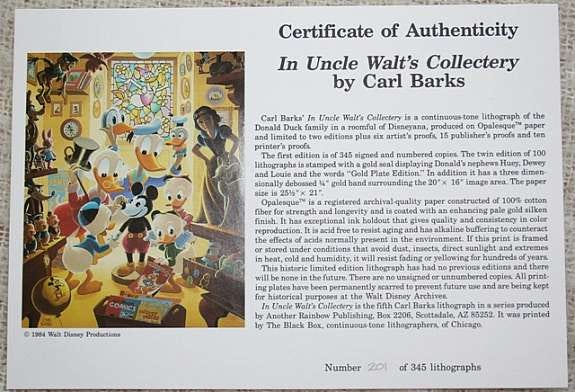 Certificate of Authenticity
In Uncle Walt's Collectery
by Carl Barks
Carl Barks' In Uncle Walt's Collectery is a continuous-tone lithograph of the
Donald Duck family in a roomful of Disneyana, produced on Opalesque™ paper
and limited to two editions plus six artist's proofs, 15 publisher's proofs and ten
printer's proofs.
The first edition is of 345 signed and numbered copies. The twin edition of 100
lithographs is stamped with a gold seal displaying Donald's nephews Huey, Dewey
and Louie and the words "Gold Plate Edition." In addition it has a three dimen-
sionally debossed ¼" gold band surrounding the 20" × 16" image area. The paper
size is 25½" × 21".
Opalesque™ is a registered archival-quality paper constructed of 100% cotton
fiber for strength and longevity and is coated with an enhancing pale gold silken
finish. It has exceptional ink holdout that gives quality and consistency in color
reproduction. It is acid free to resist aging and has alkaline buffering to counteract
the effects of acids normally present in the environment. If this print is framed
or stored under conditions that avoid dust, insects, direct sunlight and extremes
in heat, cold and humidity, it will resist fading or yellowing for hundreds of years.
This historic limited edition lithograph has had no previous editions and there
will be none in the future. There are no unsigned or unnumbered copies. All print-
ing plates have been permanently scarred to prevent future use and are being kept
for historical purposes at the Walt Disney Archives.
In Uncle Walt's Collectery is the fifth Carl Barks lithograph in a series produced
by Another Rainbow Publishing, Box 2206, Scottsdale, AZ 85252. It was printed
by The Black Box, continuous-tone lithographers, of Chicago.
COMICS
© 1984 Walt Disney Productions
Number 201 of 345 lithographs